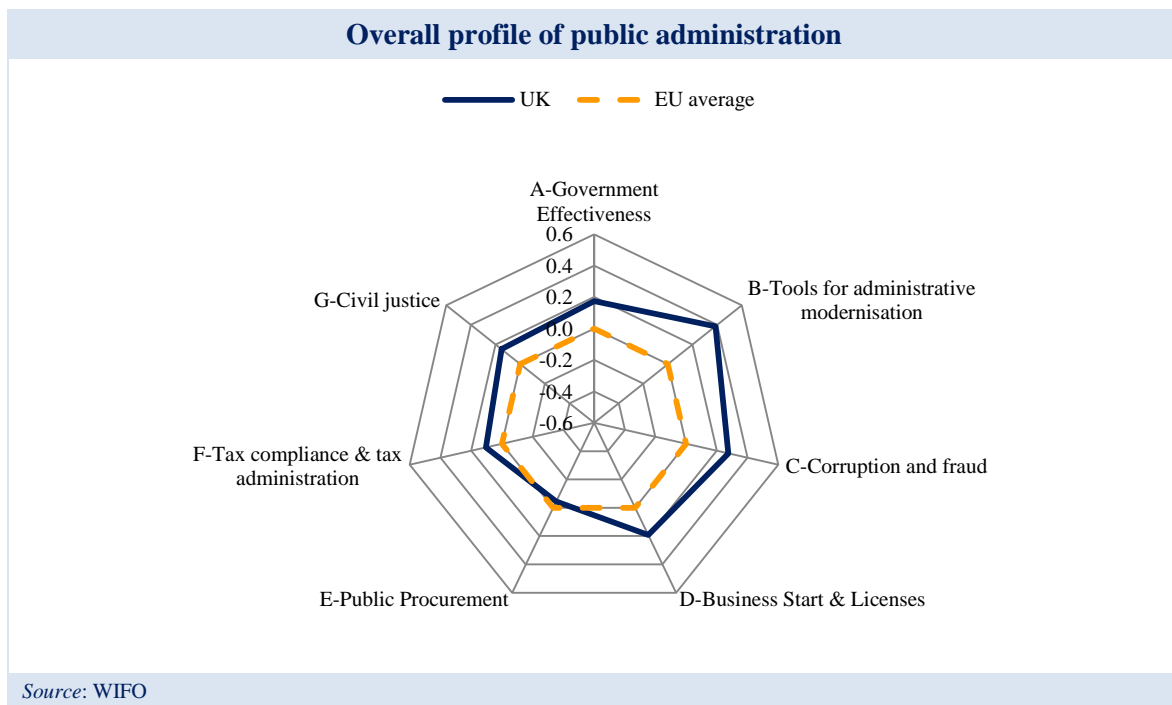 Overall profile of public administration
UK
EU average
A-Government
Effectiveness
0.6
0.4
0.2
0.0
-0.2
-0.4
-0.6
B-Tools for administrative
modernisation
G-Civil justice
C-Corruption and fraud
F-Tax compliance & tax
administration
E-Public Procurement
D-Business Start & Licenses
Source: WIFO